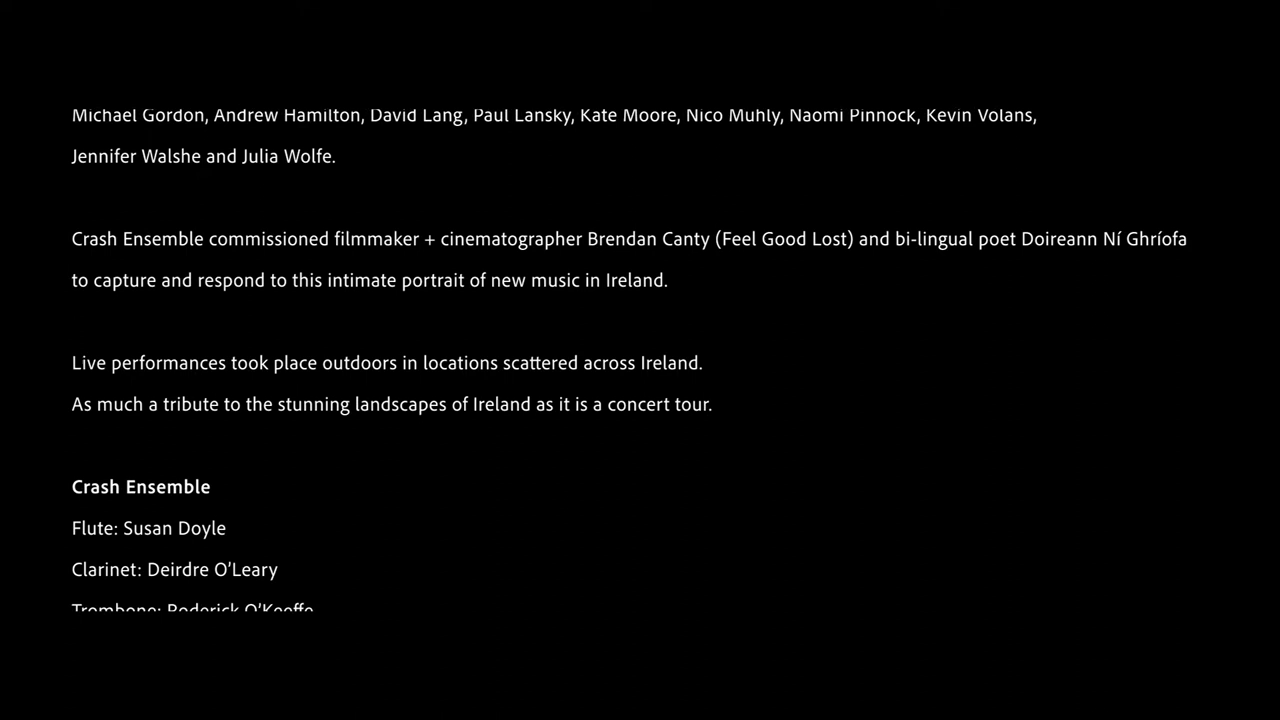 Michael Gordon, Andrew Hamilton, David Lang, Paul Lansky, Kate Moore, Nico Muhly, Naomi Pinnock, Kevin Volans,
Jennifer Walshe and Julia Wolfe.
Crash Ensemble commissioned filmmaker + cinematographer Brendan Canty (Feel Good Lost) and bi-lingual poet Doireann Ní Ghríofa
to capture and respond to this intimate portrait of new music in Ireland.
Live performances took place outdoors in locations scattered across Ireland.
As much a tribute to the stunning landscapes of Ireland as it is a concert tour.
Crash Ensemble
Flute: Susan Doyle
Clarinet: Deirdre O’Leary
Trombone: Roderick O’Keeffe